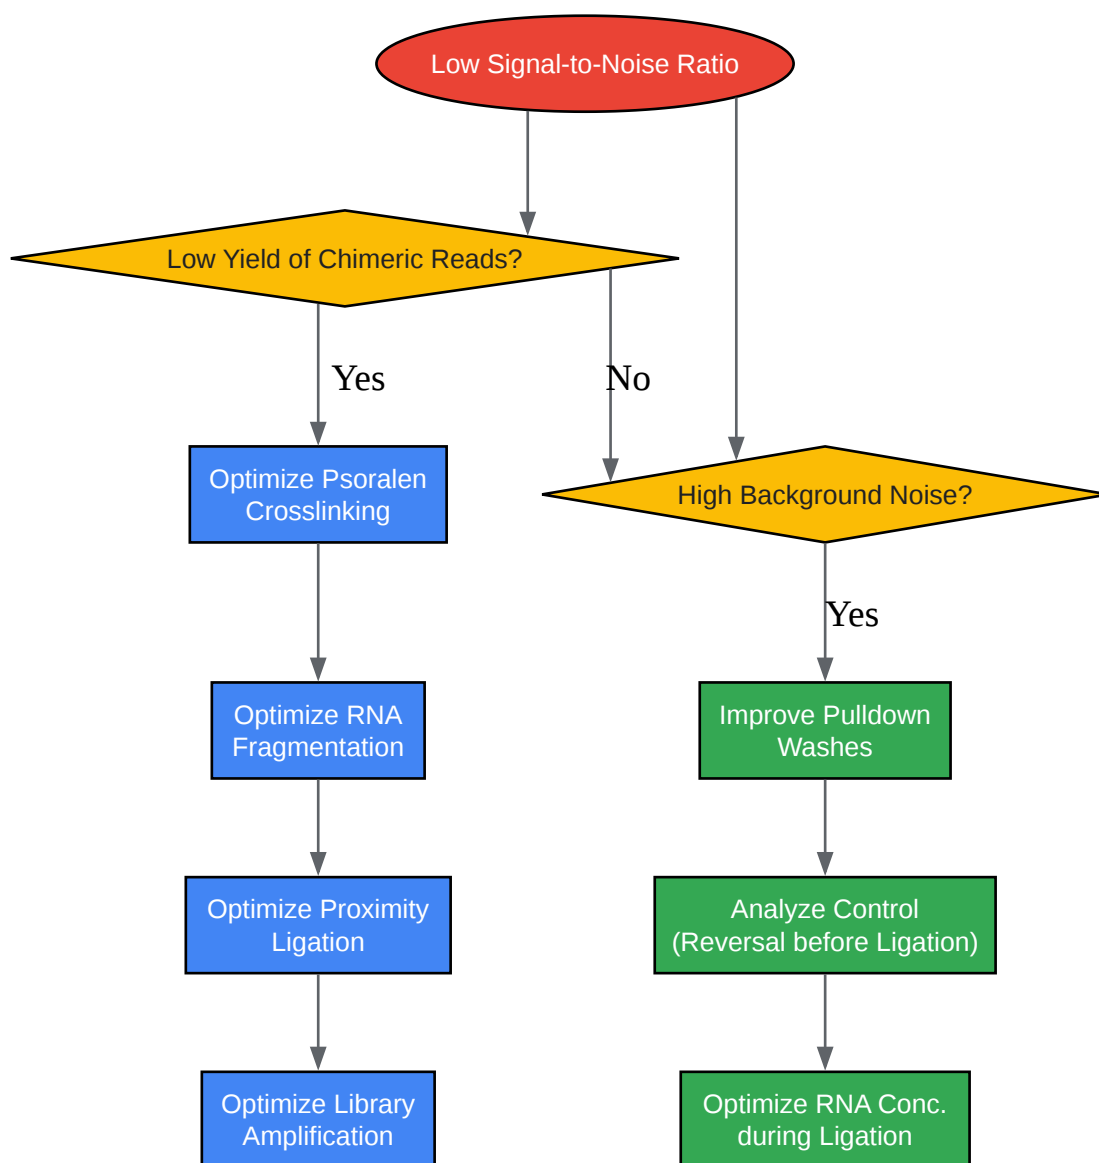 Low Signal-to-Noise Ratio
Low Yield of Chimeric Reads?
Yes
No
Optimize Psoralen
Crosslinking
High Background Noise?
Yes
Optimize RNA
Fragmentation
Improve Pulldown
Washes
Optimize Proximity
Ligation
Analyze Control
(Reversal before Ligation)
Optimize Library
Amplification
Optimize RNA Conc.
during Ligation